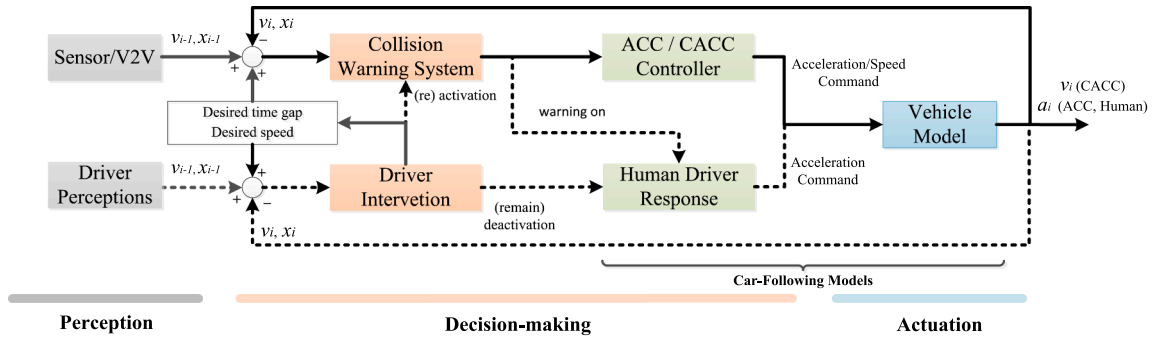 vi, xi
Sensor/V2V
vi-1, xi-1
−
+
+
Collision
Warning System
ACC / CACC
Controller
Acceleration/Speed
Command
(re) activation
Desired time gap
Desired speed
warning on
vi (CACC)
ai (ACC, Human)
Vehicle
Model
Driver
Perceptions
vi-1, xi-1
+
+
−
Driver
Intervetion
(remain)
deactivation
Human Driver
Response
Acceleration
Command
vi, xi
Car-Following Models
Perception
Decision-making
Actuation